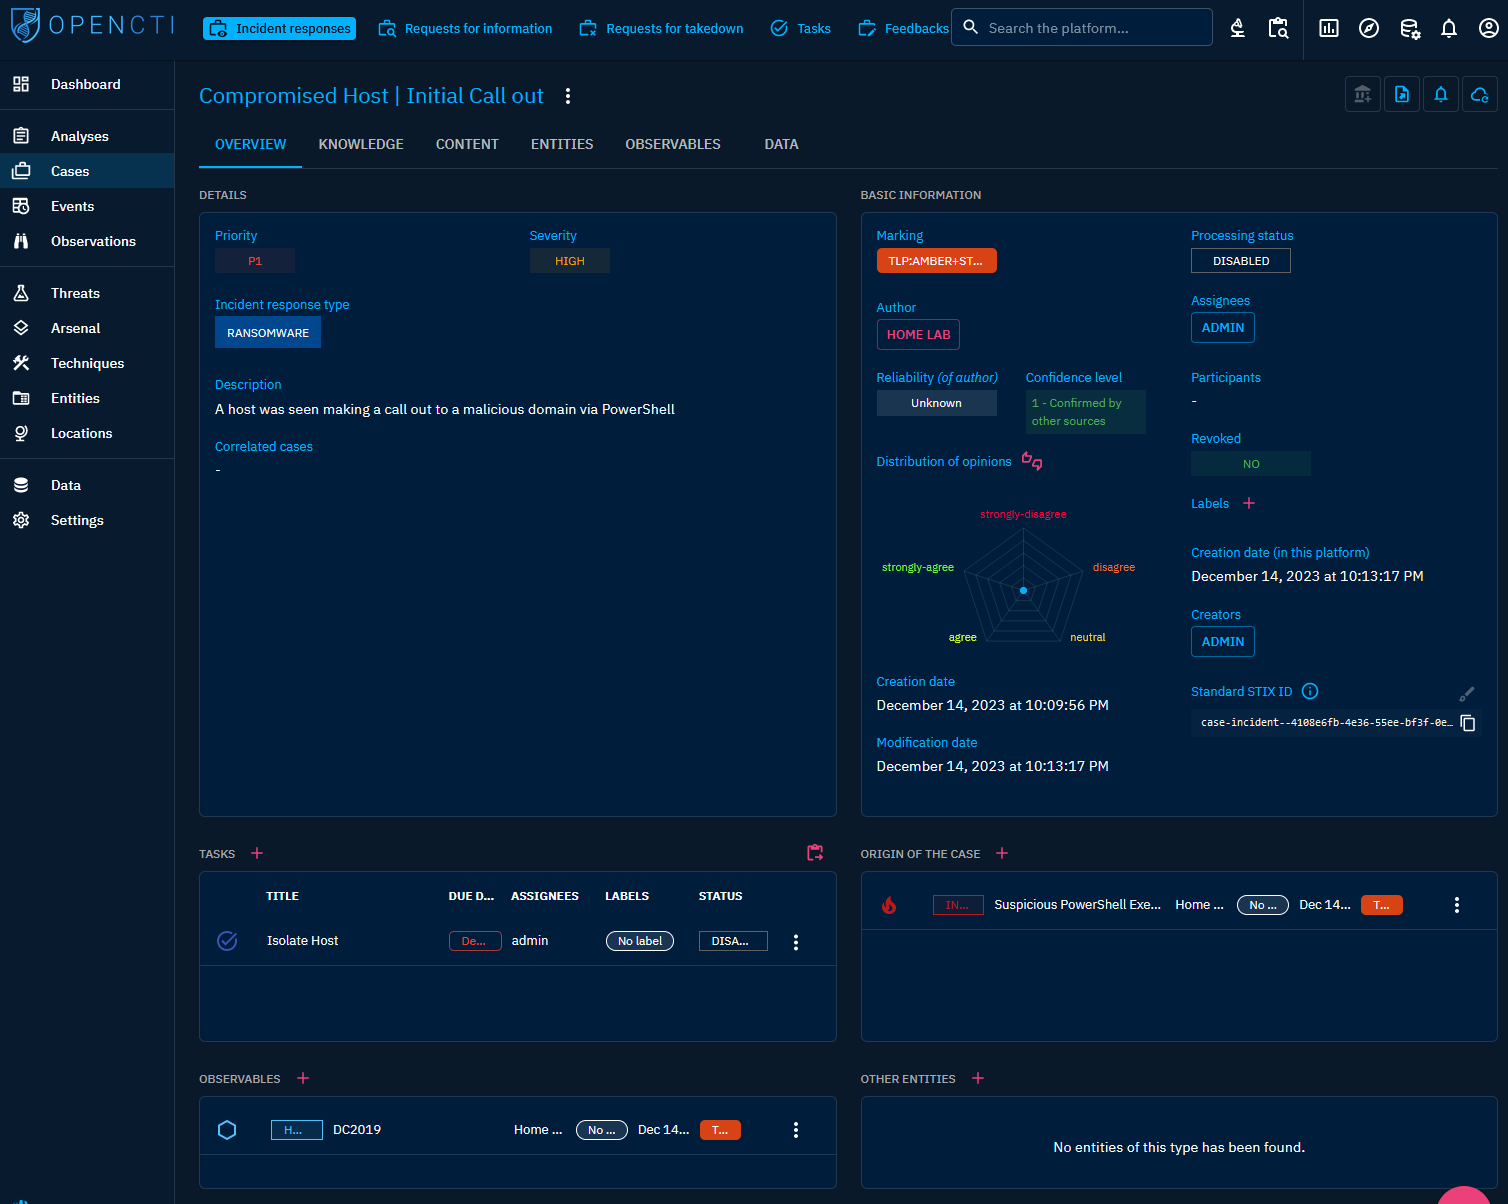 OPENCTI
Incident responses
Requests for information
Requests for takedown
Tasks
Feedbacks
Search the platform...
Dashboard
Analyses
Cases
Events
Observations
Threats
Arsenal
Techniques
Entities
Locations
Data
Settings
Compromised Host | Initial Call out
OVERVIEW KNOWLEDGE CONTENT ENTITIES OBSERVABLES DATA
DETAILS
Priority
P1
Severity
HIGH
Incident response type
RANSOMWARE
Description
A host was seen making a call out to a malicious domain via PowerShell
Correlated cases
-
BASIC INFORMATION
Marking
TLP:AMBER+ST...
Processing status
DISABLED
Author
HOME LAB
Assignees
ADMIN
Reliability (of author)
Unknown
Confidence level
1 - Confirmed by
other sources
Participants
-
Revoked
NO
Distribution of opinions
strongly-disagree
strongly-agree
disagree
agree
neutral
Labels +
Creation date (in this platform)
December 14, 2023 at 10:13:17 PM
Creators
ADMIN
Creation date
December 14, 2023 at 10:09:56 PM
Standard STIX ID
case-incident--4108e6fb-4e36-55ee-bf3f-0e…
Modification date
December 14, 2023 at 10:13:17 PM
TASKS +
TITLE DUE D... ASSIGNEES LABELS STATUS
Isolate Host De... admin No label DISA...
ORIGIN OF THE CASE +
IN... Suspicious PowerShell Exe... Home ... No ... Dec 14... T...
OBSERVABLES +
H... DC2019 Home ... No ... Dec 14... T...
OTHER ENTITIES +
No entities of this type has been found.